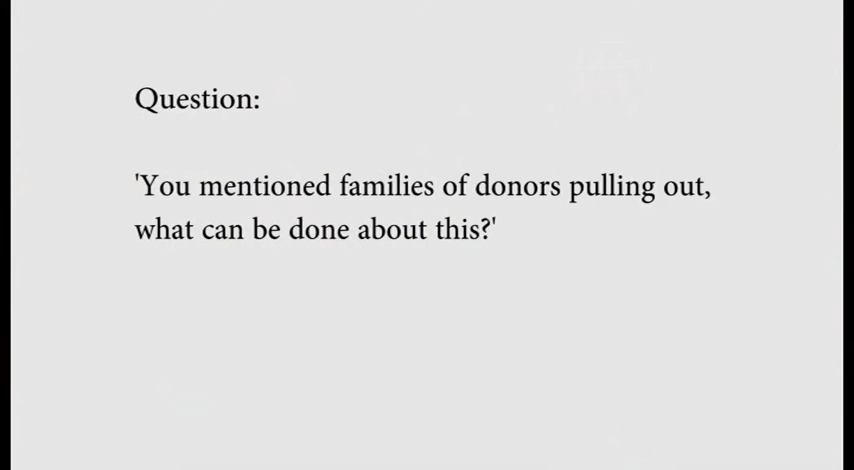 Question:
'You mentioned families of donors pulling out,
what can be done about this?'